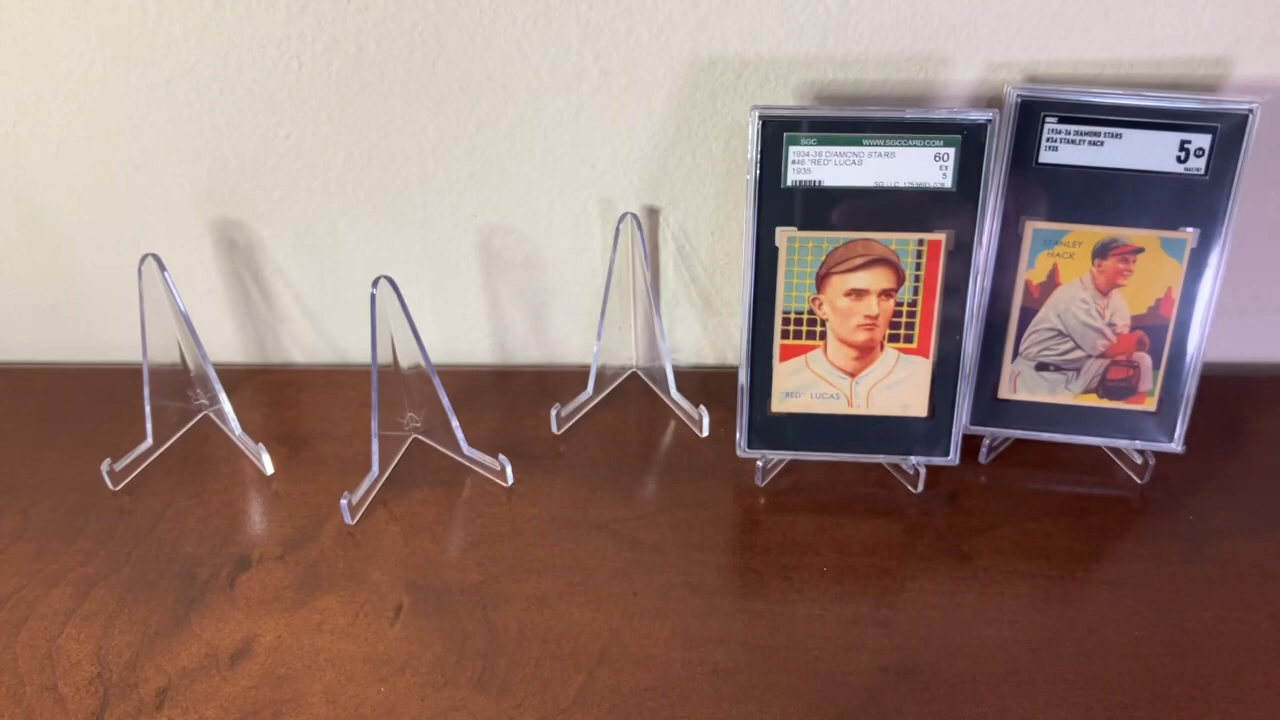 SGC WWW.SGCCARD.COM
1934-36 DIAMOND STARS 60
#46 "RED" LUCAS EX
1935 5
"RED" LUCAS
1934-36 DIAMOND STARS
#34 STANLEY HACK 5 EX
1935
STANLEY
HACK